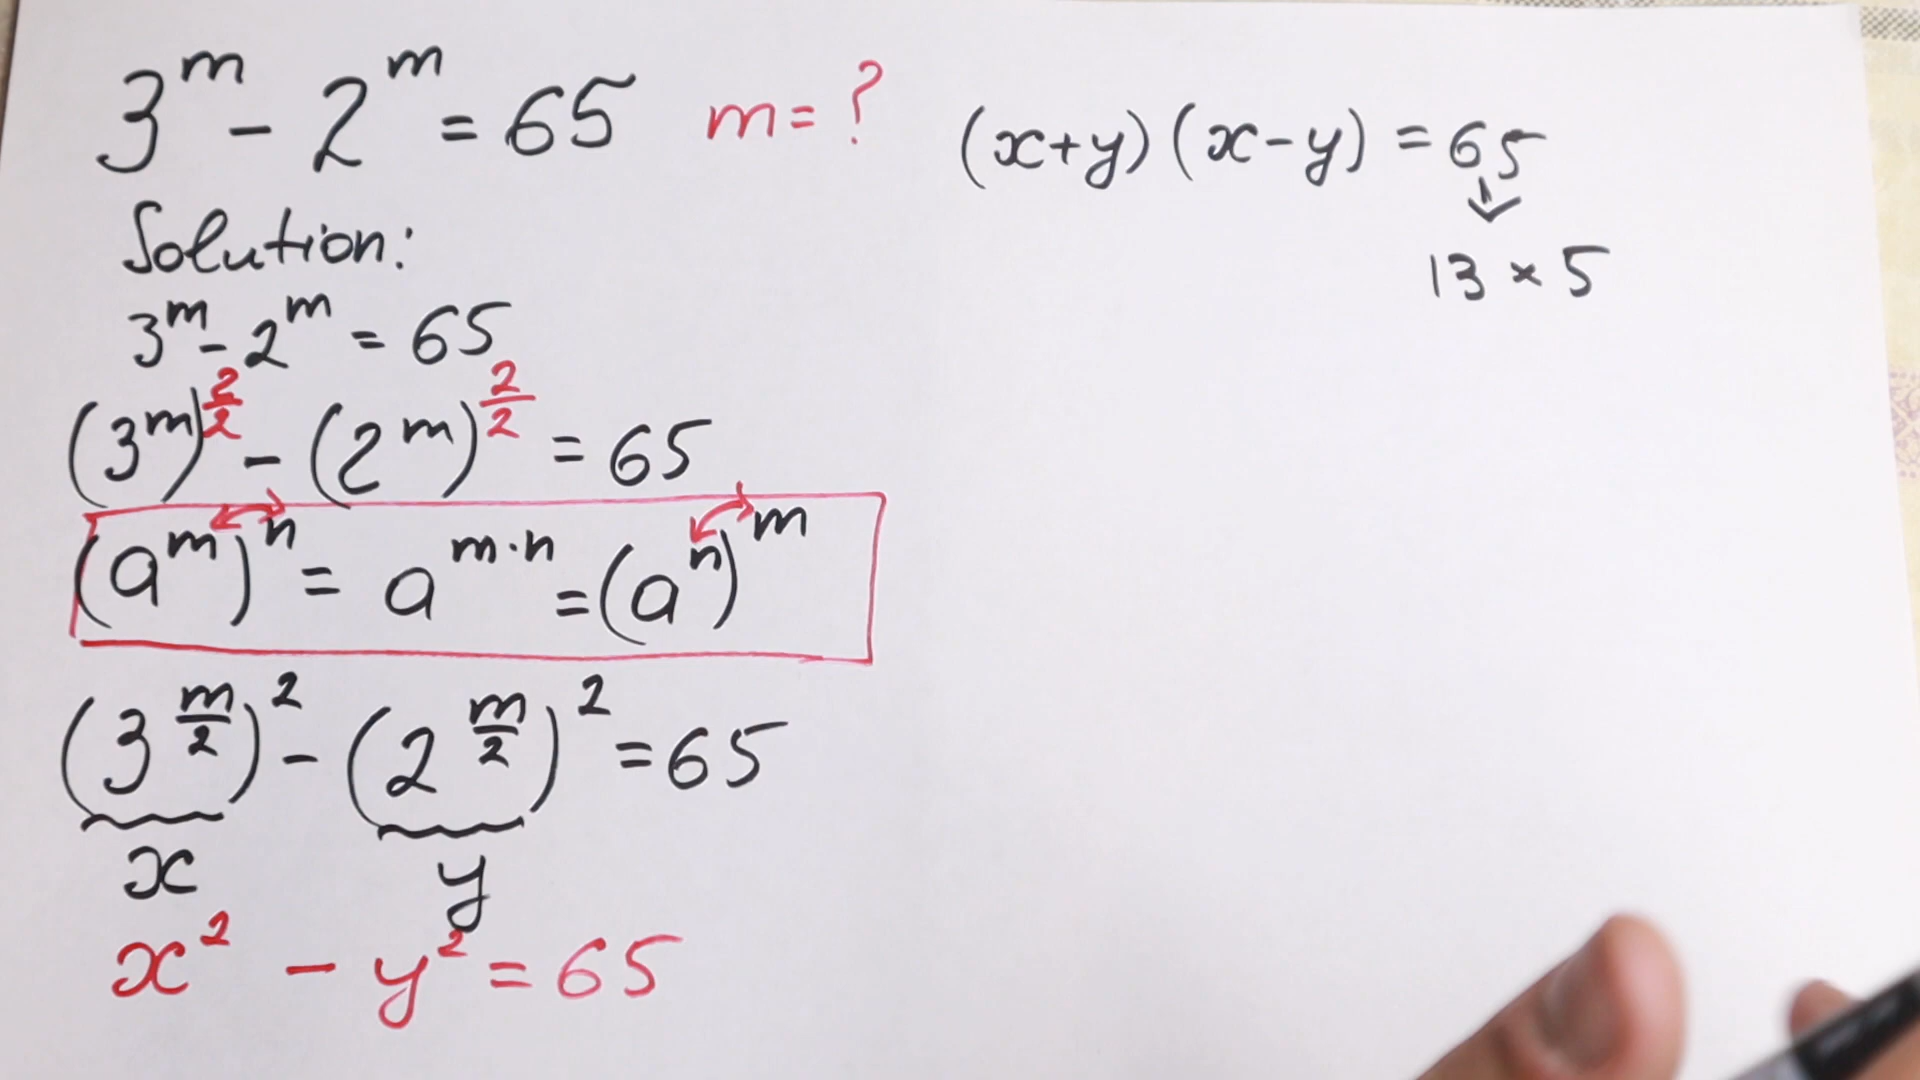 3^m - 2^m = 65 m = ?
Solution:
3^m - 2^m = 65
(3^m)^(2/2) - (2^m)^(2/2) = 65
(a^m)^n = a^(m·n) = (a^n)^m
(3^(m/2))^2 - (2^(m/2))^2 = 65
x y
x^2 - y^2 = 65
(x+y)(x-y) = 65
13 × 5